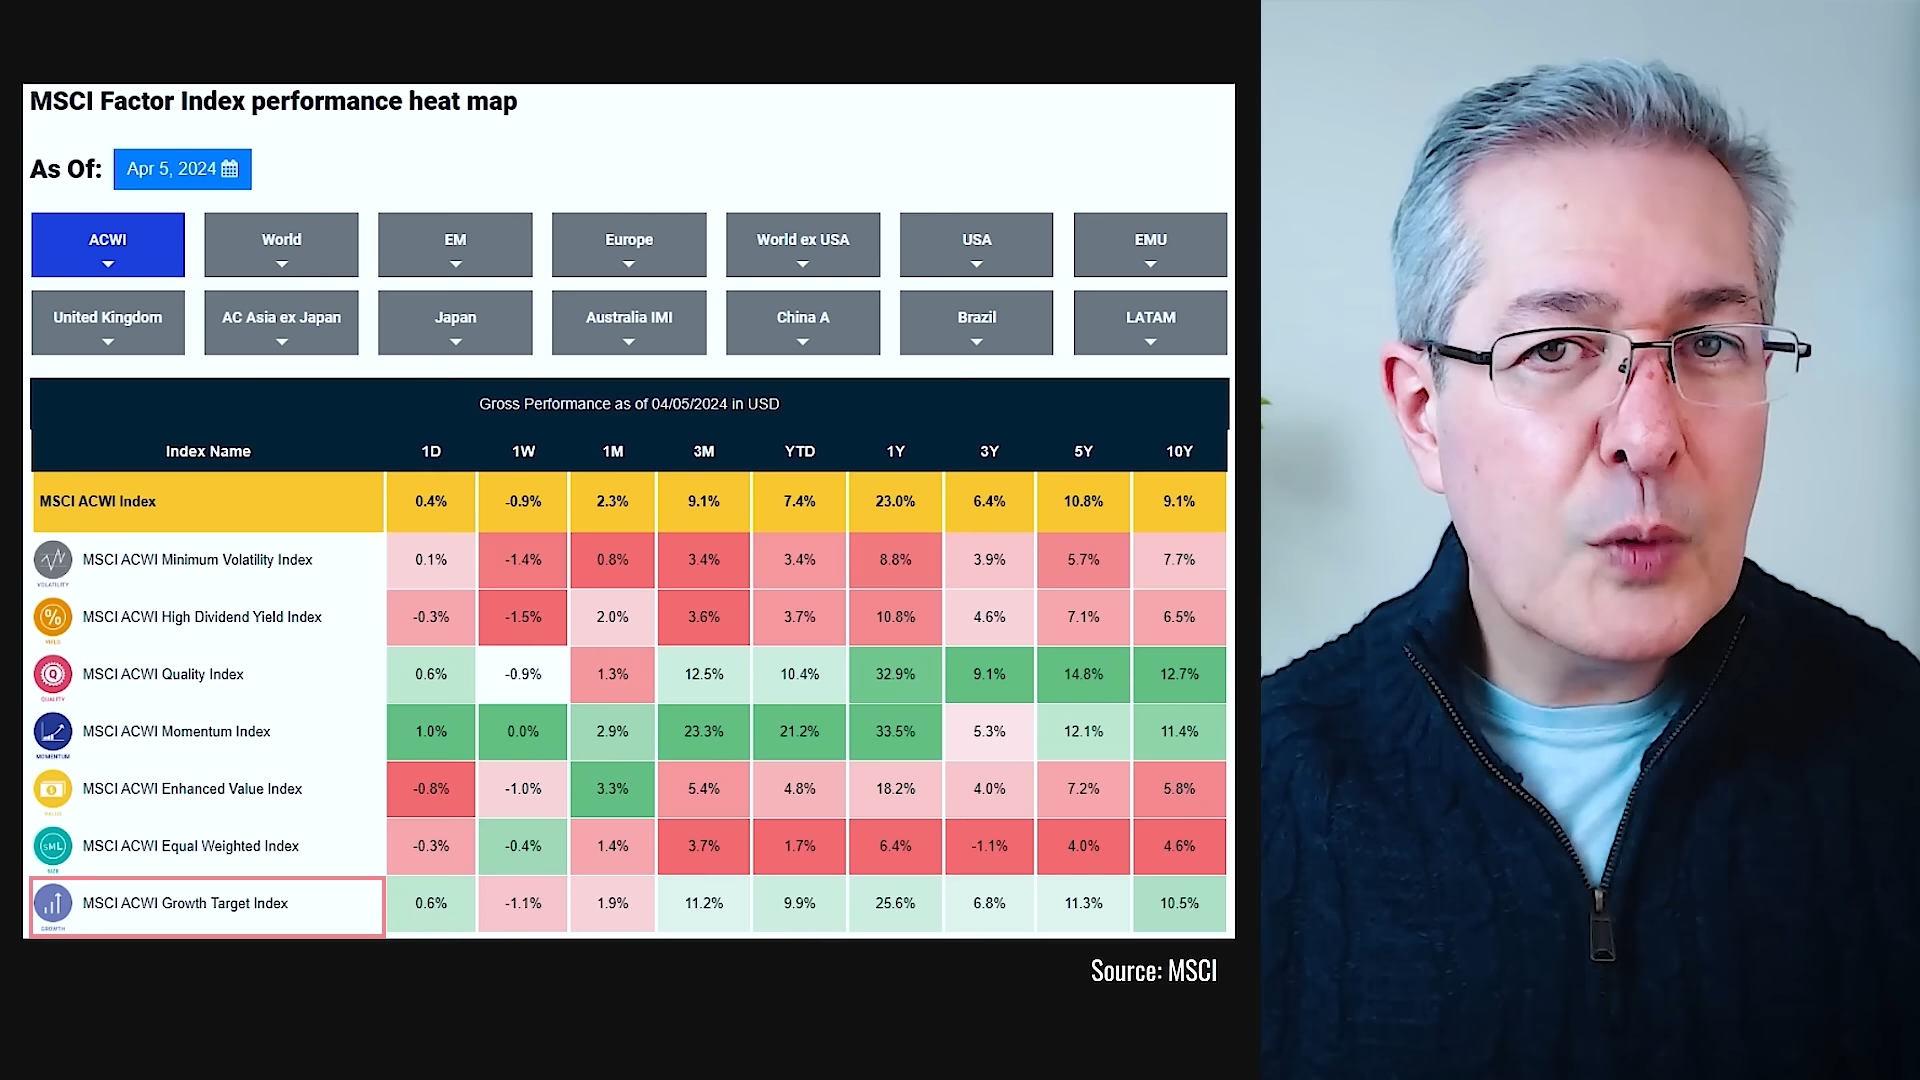 MSCI Factor Index performance heat map
As Of: Apr 5, 2024
ACWI World EM Europe World ex USA USA EMU
United Kingdom AC Asia ex Japan Japan Australia IMI China A Brazil LATAM
Gross Performance as of 04/05/2024 in USD
Index Name 1D 1W 1M 3M YTD 1Y 3Y 5Y 10Y
MSCI ACWI Index 0.4% -0.9% 2.3% 9.1% 7.4% 23.0% 6.4% 10.8% 9.1%
MSCI ACWI Minimum Volatility Index 0.1% -1.4% 0.8% 3.4% 3.4% 8.8% 3.9% 5.7% 7.7%
VOLATILITY
% MSCI ACWI High Dividend Yield Index -0.3% -1.5% 2.0% 3.6% 3.7% 10.8% 4.6% 7.1% 6.5%
YIELD
Q MSCI ACWI Quality Index 0.6% -0.9% 1.3% 12.5% 10.4% 32.9% 9.1% 14.8% 12.7%
QUALITY
MSCI ACWI Momentum Index 1.0% 0.0% 2.9% 23.3% 21.2% 33.5% 5.3% 12.1% 11.4%
MOMENTUM
$ MSCI ACWI Enhanced Value Index -0.8% -1.0% 3.3% 5.4% 4.8% 18.2% 4.0% 7.2% 5.8%
VALUE
SML MSCI ACWI Equal Weighted Index -0.3% -0.4% 1.4% 3.7% 1.7% 6.4% -1.1% 4.0% 4.6%
SIZE
MSCI ACWI Growth Target Index 0.6% -1.1% 1.9% 11.2% 9.9% 25.6% 6.8% 11.3% 10.5%
GROWTH
Source: MSCI